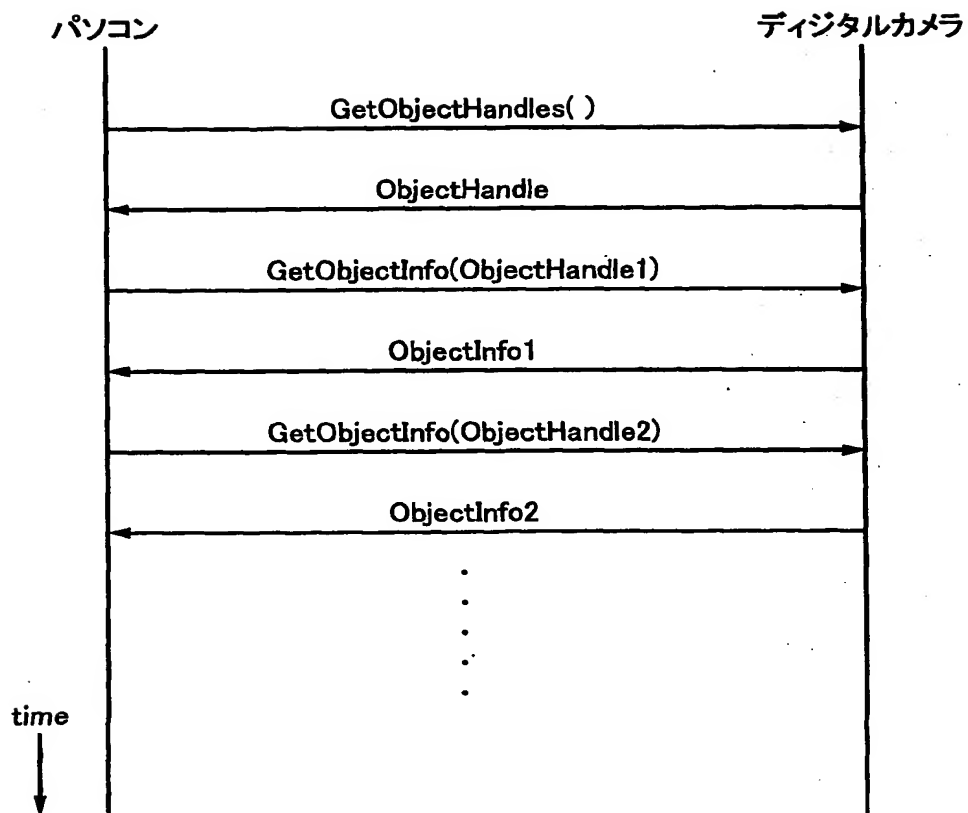 パソコン
ディジタルカメラ
GetObjectHandles( )
ObjectHandle
GetObjectInfo(ObjectHandle1)
ObjectInfo1
GetObjectInfo(ObjectHandle2)
ObjectInfo2
time